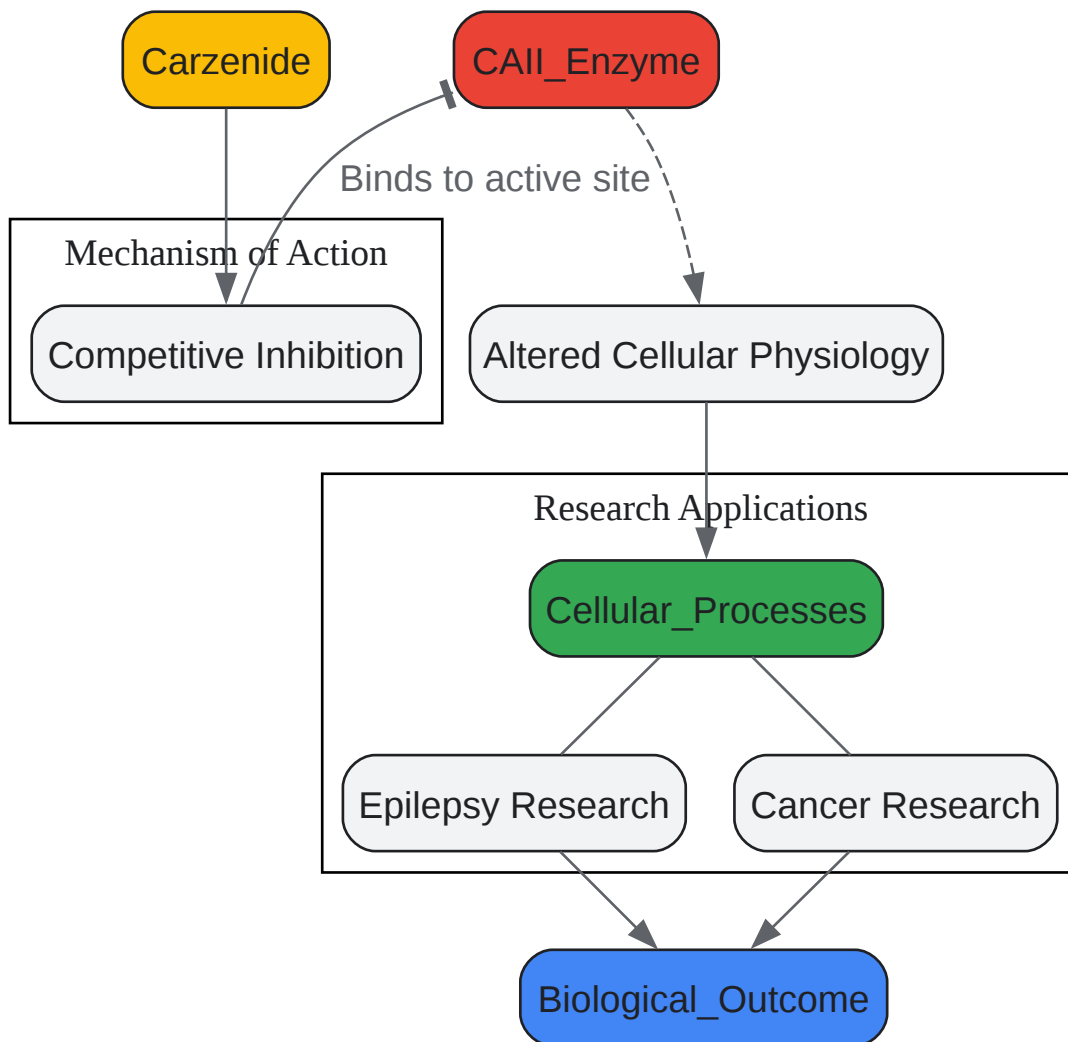 Carzenide
CAII_Enzyme
Binds to active site
Mechanism of Action
Competitive Inhibition
Altered Cellular Physiology
Research Applications
Cellular_Processes
Epilepsy Research
Cancer Research
Biological_Outcome